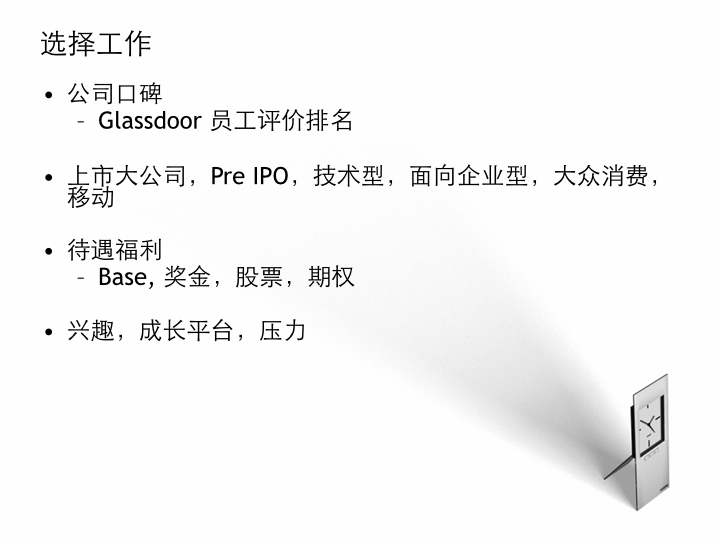 选择工作
• 公司口碑
– Glassdoor 员工评价排名
• 上市大公司，Pre IPO，技术型，面向企业型，大众消费，
移动
• 待遇福利
– Base, 奖金，股票，期权
• 兴趣，成长平台，压力